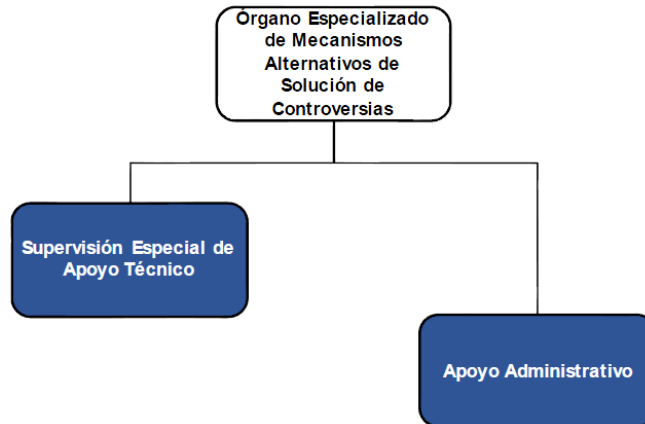 Órgano Especializado
de Mecanismos
Alternativos de
Solución de
Controversias
Supervisión Especial de
Apoyo Técnico
Apoyo Administrativo